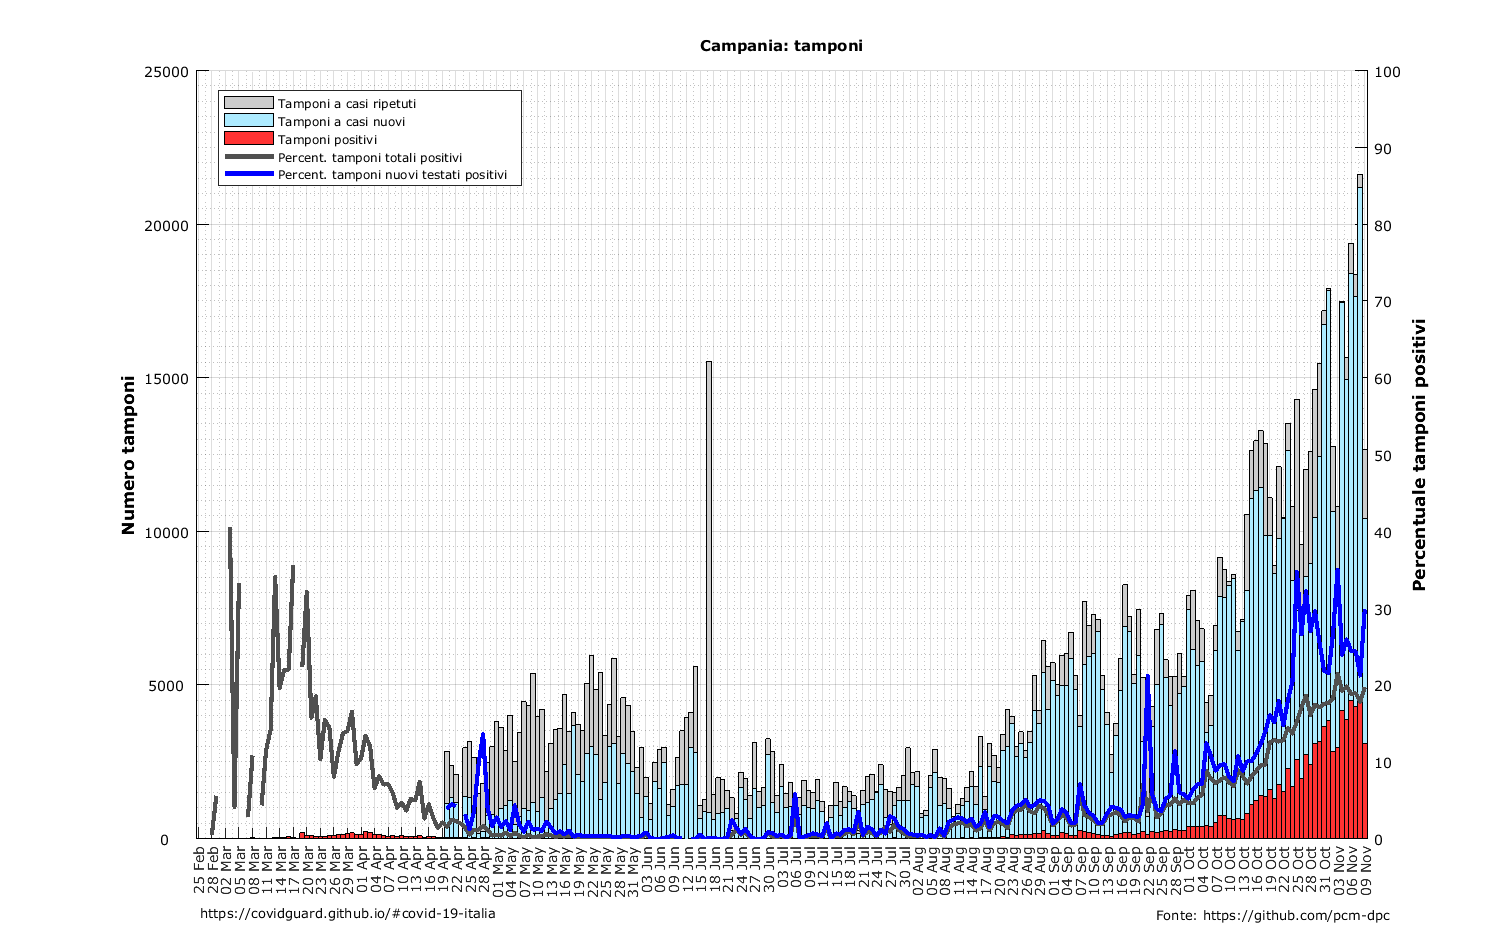 Campania: tamponi
25000
20000
15000
10000
5000
0
100
90
80
70
60
50
40
30
20
10
0
Numero tamponi
Percentuale tamponi positivi
Tamponi a casi ripetuti
Tamponi a casi nuovi
Tamponi positivi
Percent. tamponi totali positivi
Percent. tamponi nuovi testati positivi
25 Feb
28 Feb
02 Mar
05 Mar
08 Mar
11 Mar
14 Mar
17 Mar
20 Mar
23 Mar
26 Mar
29 Mar
01 Apr
04 Apr
07 Apr
10 Apr
13 Apr
16 Apr
19 Apr
22 Apr
25 Apr
28 Apr
01 May
04 May
07 May
10 May
13 May
16 May
19 May
22 May
25 May
28 May
31 May
03 Jun
06 Jun
09 Jun
12 Jun
15 Jun
18 Jun
21 Jun
24 Jun
27 Jun
30 Jun
03 Jul
06 Jul
09 Jul
12 Jul
15 Jul
18 Jul
21 Jul
24 Jul
27 Jul
30 Jul
02 Aug
05 Aug
08 Aug
11 Aug
14 Aug
17 Aug
20 Aug
23 Aug
26 Aug
29 Aug
01 Sep
04 Sep
07 Sep
10 Sep
13 Sep
16 Sep
19 Sep
22 Sep
25 Sep
28 Sep
01 Oct
04 Oct
07 Oct
10 Oct
13 Oct
16 Oct
19 Oct
22 Oct
25 Oct
28 Oct
31 Oct
03 Nov
06 Nov
09 Nov
https://covidguard.github.io/#covid-19-italia
Fonte: https://github.com/pcm-dpc